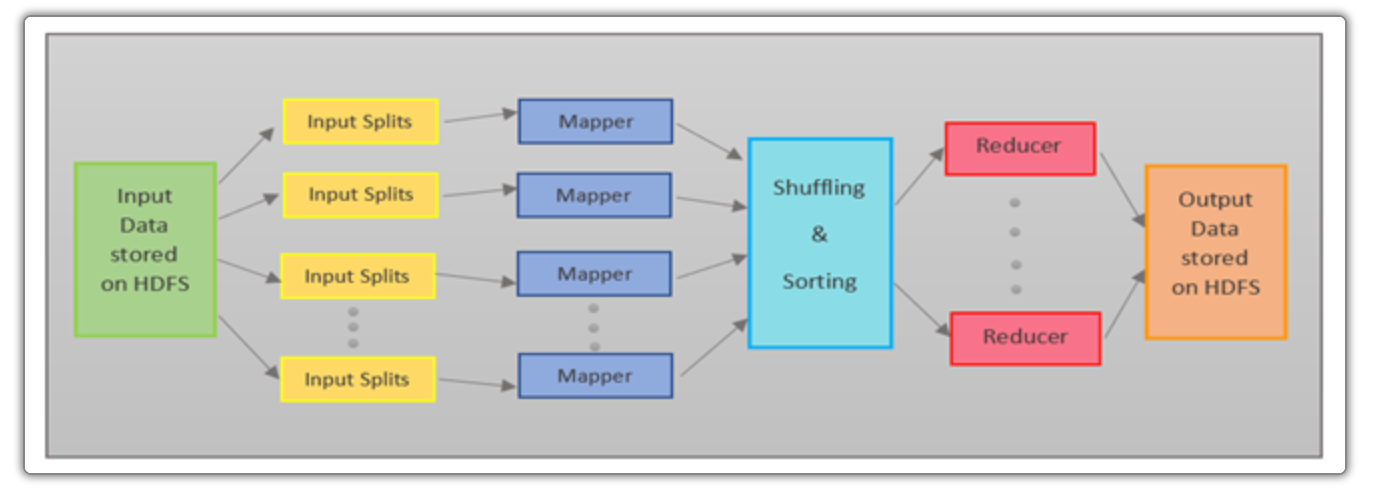 Input
Data
stored
on HDFS
Input Splits
Input Splits
Input Splits
Input Splits
Mapper
Mapper
Mapper
Mapper
Shuffling
&
Sorting
Reducer
Reducer
Output
Data
stored
on HDFS